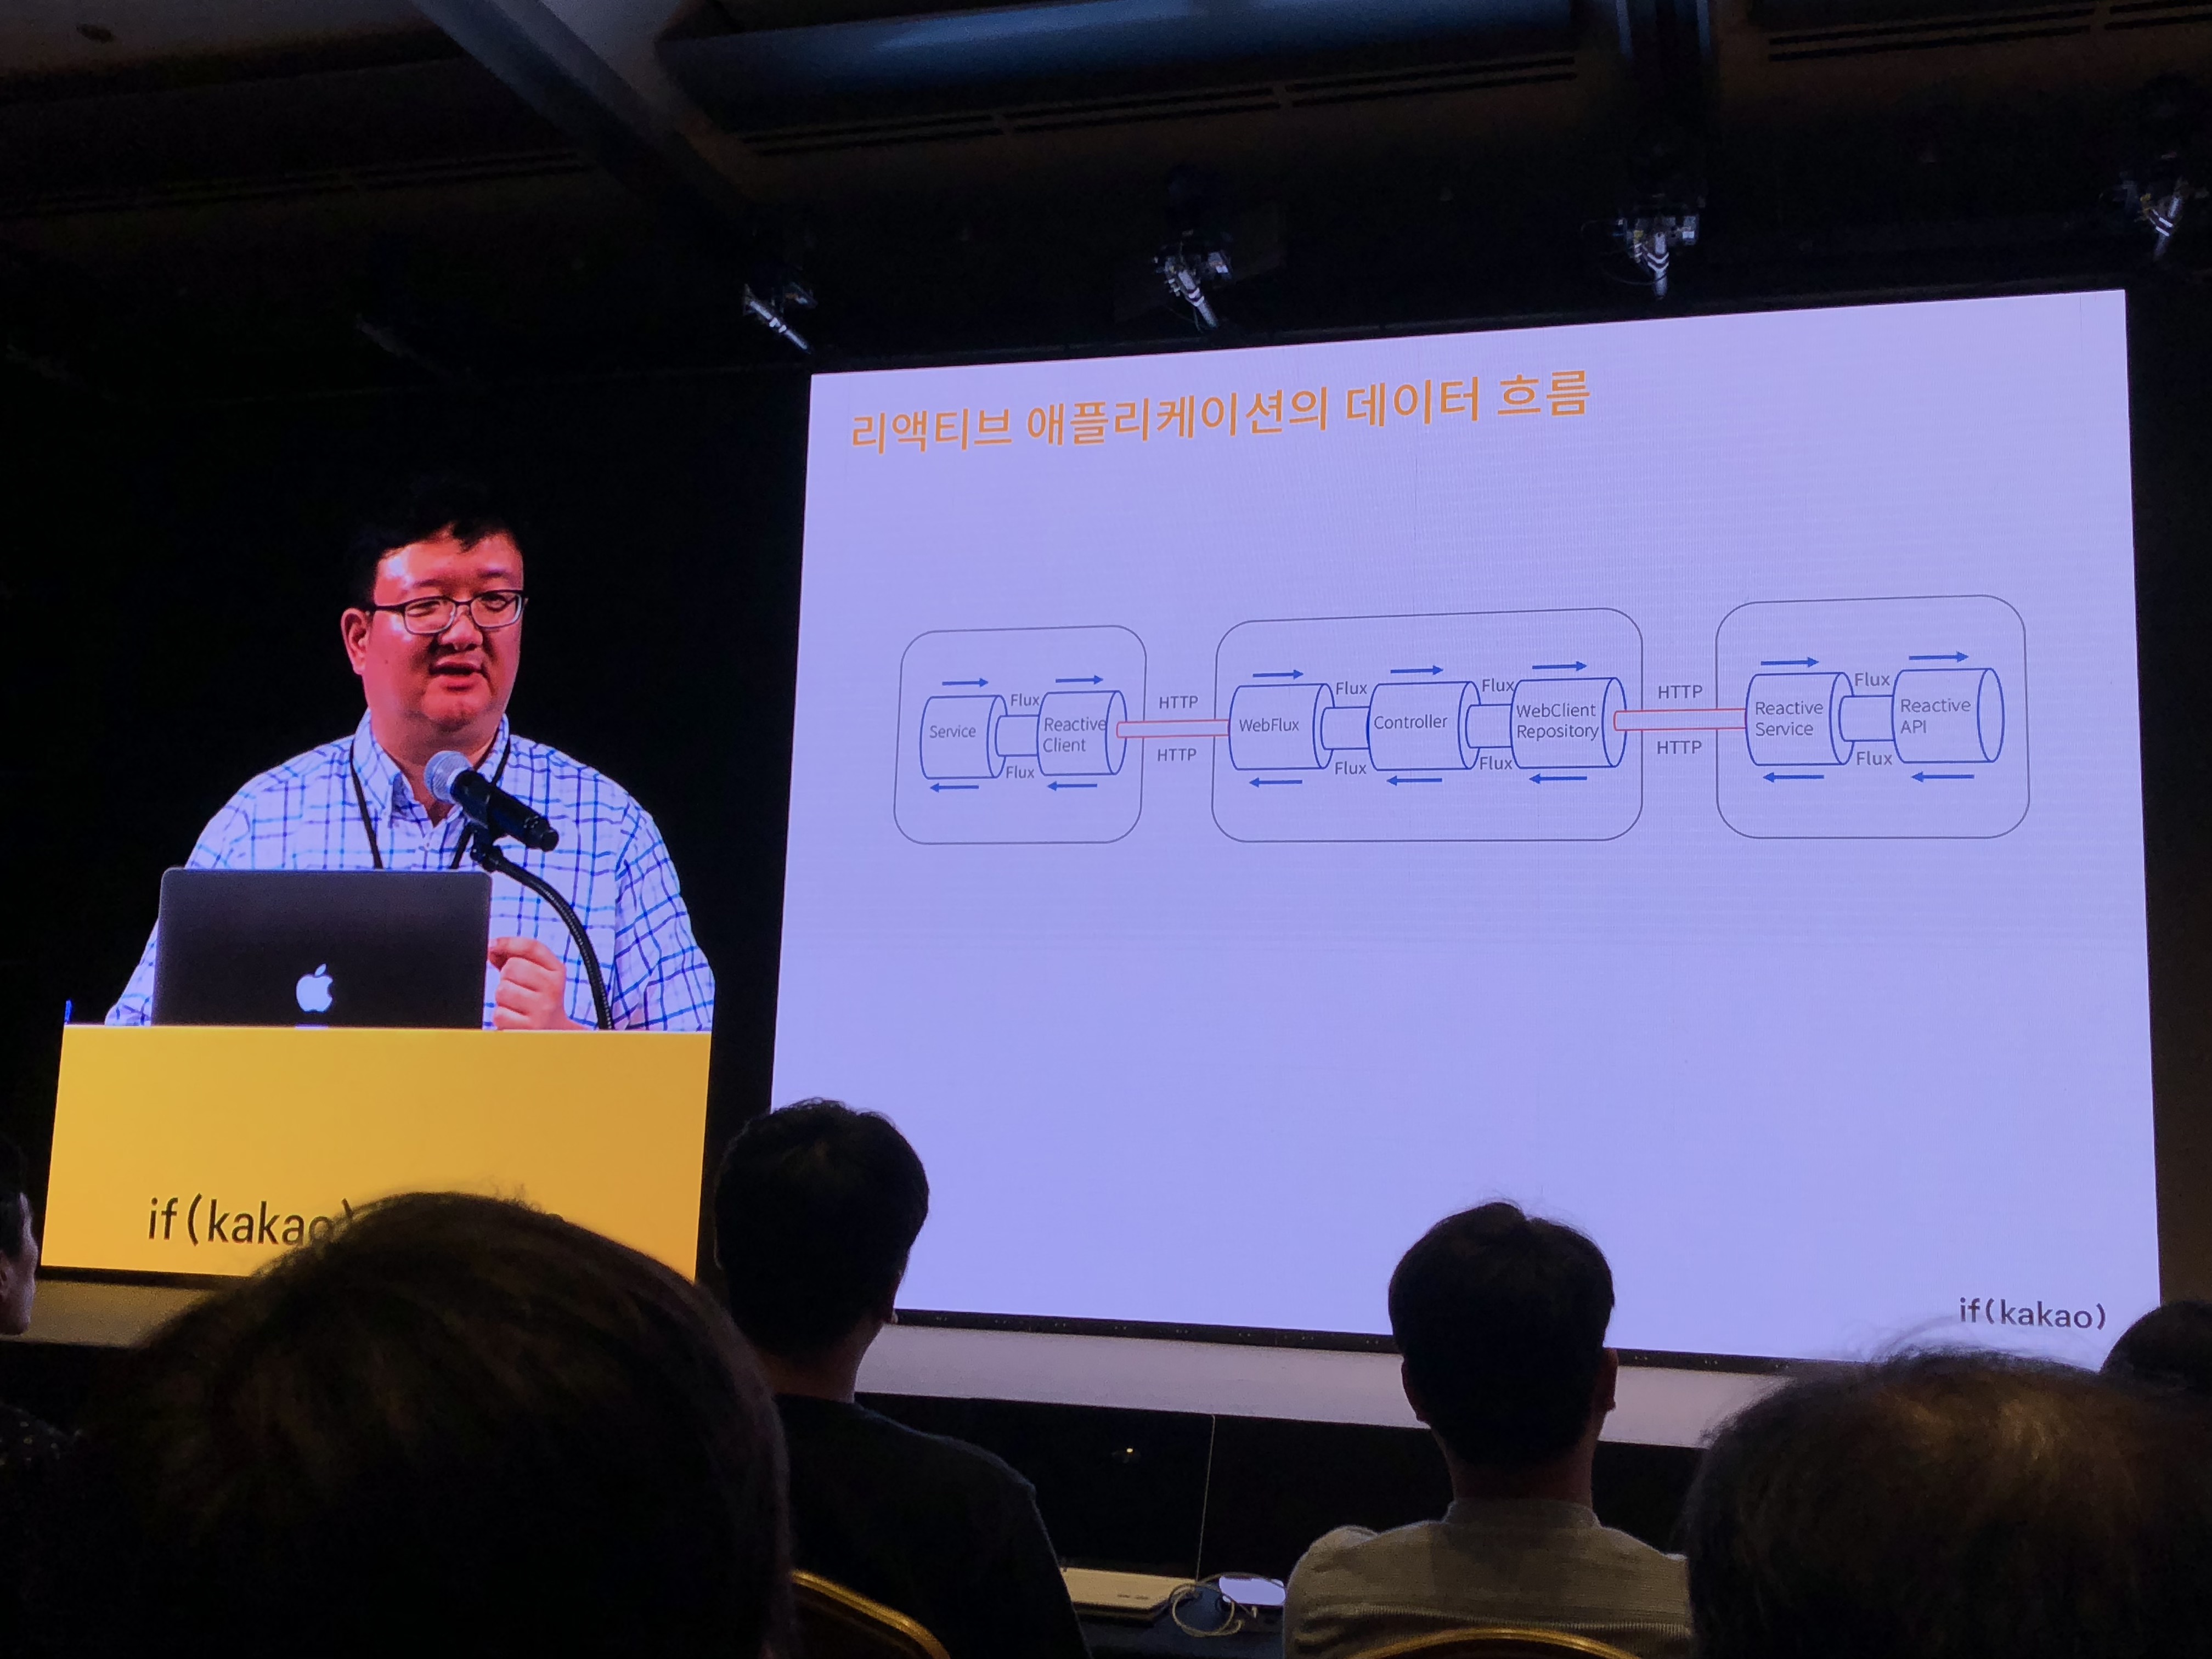 리액티브 애플리케이션의 데이터 흐름
Flux
Service
Reactive
Client
Flux
HTTP
HTTP
Flux
Flux
WebFlux
Controller
WebClient
Repository
Flux
Flux
HTTP
HTTP
Flux
Reactive
Service
Reactive
API
Flux
if(kakao)
if(kakao)